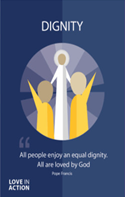 DIGNITY
“
All people enjoy an equal dignity.
All are loved by God
Pope Francis
LOVE IN
ACTION